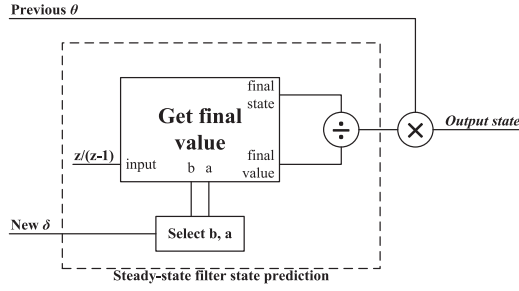 Previous θ
final
state
Get final
value
÷
×
Output state
z/(z-1)
input
b a
final
value
New δ
Select b, a
Steady-state filter state prediction